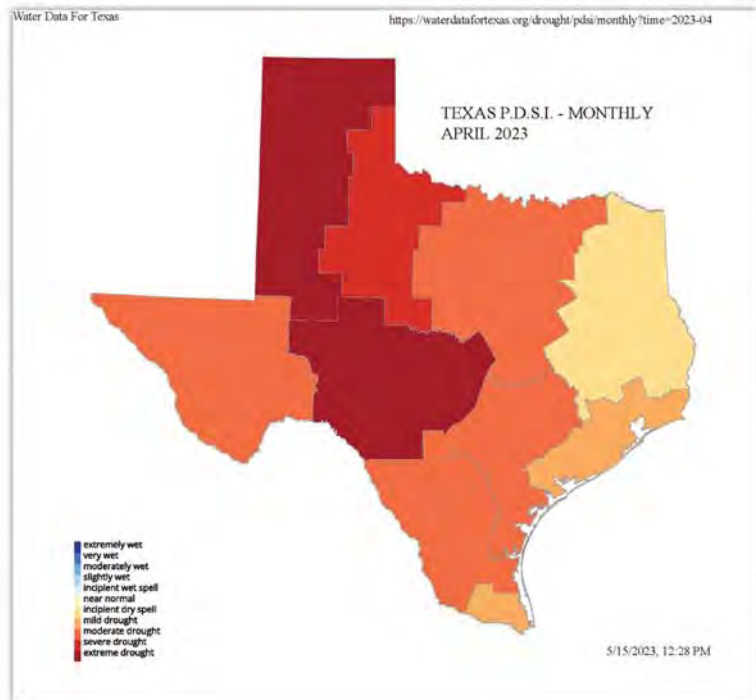 Water Data For Texas
https://waterdatafortexas.org/drought/pdsi/monthly?time=2023-04
TEXAS P.D.S.I. - MONTHLY
APRIL 2023
extremely wet
very wet
moderately wet
slightly wet
incipient wet spell
near normal
incipient dry spell
mild drought
moderate drought
severe drought
extreme drought
5/15/2023, 12:28 PM